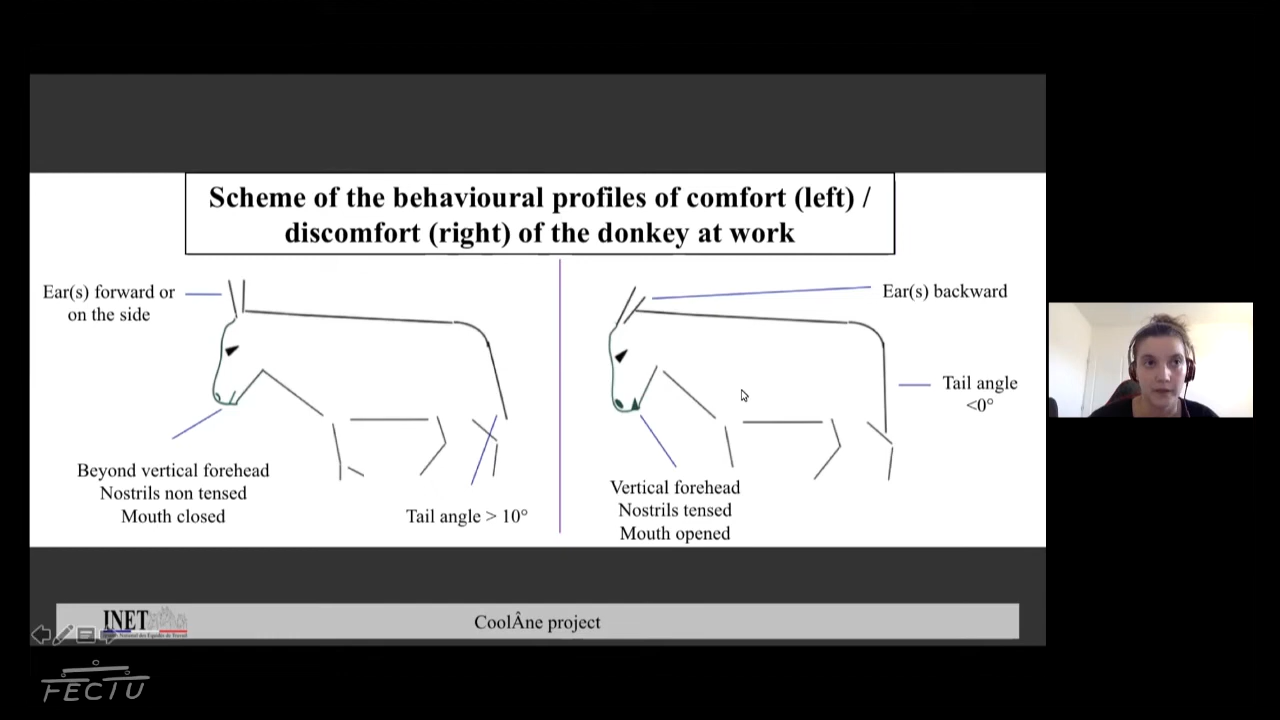 Scheme of the behavioural profiles of comfort (left) /
discomfort (right) of the donkey at work
Ear(s) forward or
on the side
Beyond vertical forehead
Nostrils non tensed
Mouth closed
Tail angle > 10°
Ear(s) backward
Tail angle
<0°
Vertical forehead
Nostrils tensed
Mouth opened
INET
CoolÂne project
FECTU